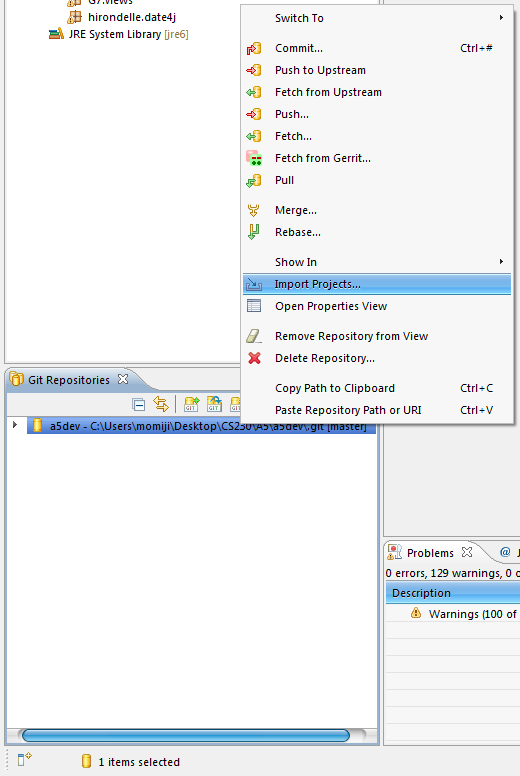 G7.views
hirondelle.date4j
JRE System Library [jre6]
Switch To
Commit... Ctrl+#
Push to Upstream
Fetch from Upstream
Push...
Fetch...
Fetch from Gerrit...
Pull
Merge...
Rebase...
Show In
Import Projects...
Open Properties View
Remove Repository from View
Delete Repository...
Copy Path to Clipboard Ctrl+C
Paste Repository Path or URI Ctrl+V
Git Repositories
GIT GIT GIT
a5dev - C:\Users\momiji\Desktop\CS230\A5\a5dev\.git [master]
Problems @ J
0 errors, 129 warnings, 0 o
Description
Warnings (100 of
1 items selected